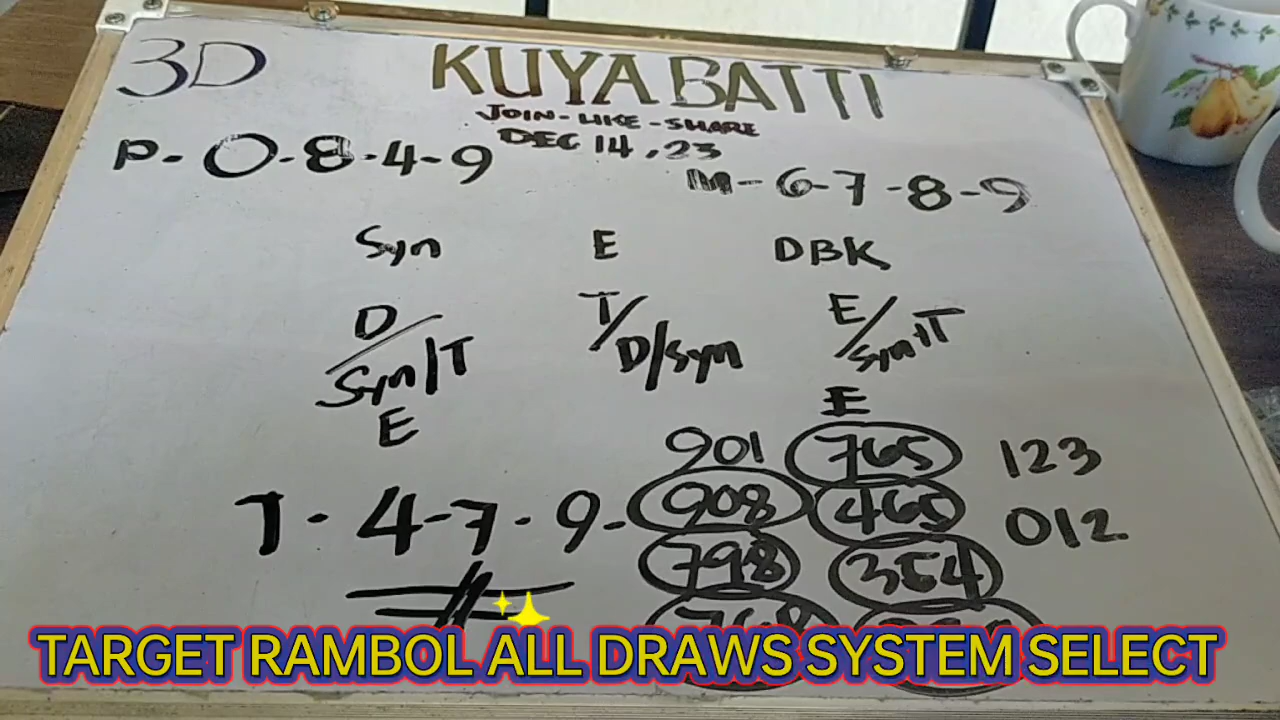 3D
KUYA BATTI
JOIN-LIKE-SHARE
DEC 14, 23
P-0-8-4-9
M-6-7-8-9
Syn E DBK
D/ T/ E/
Syn/T D/Syn Syn+T
E E
901 765 123
T-4-7-9- 908 465 012
798 354
768
TARGET RAMBOL ALL DRAWS SYSTEM SELECT